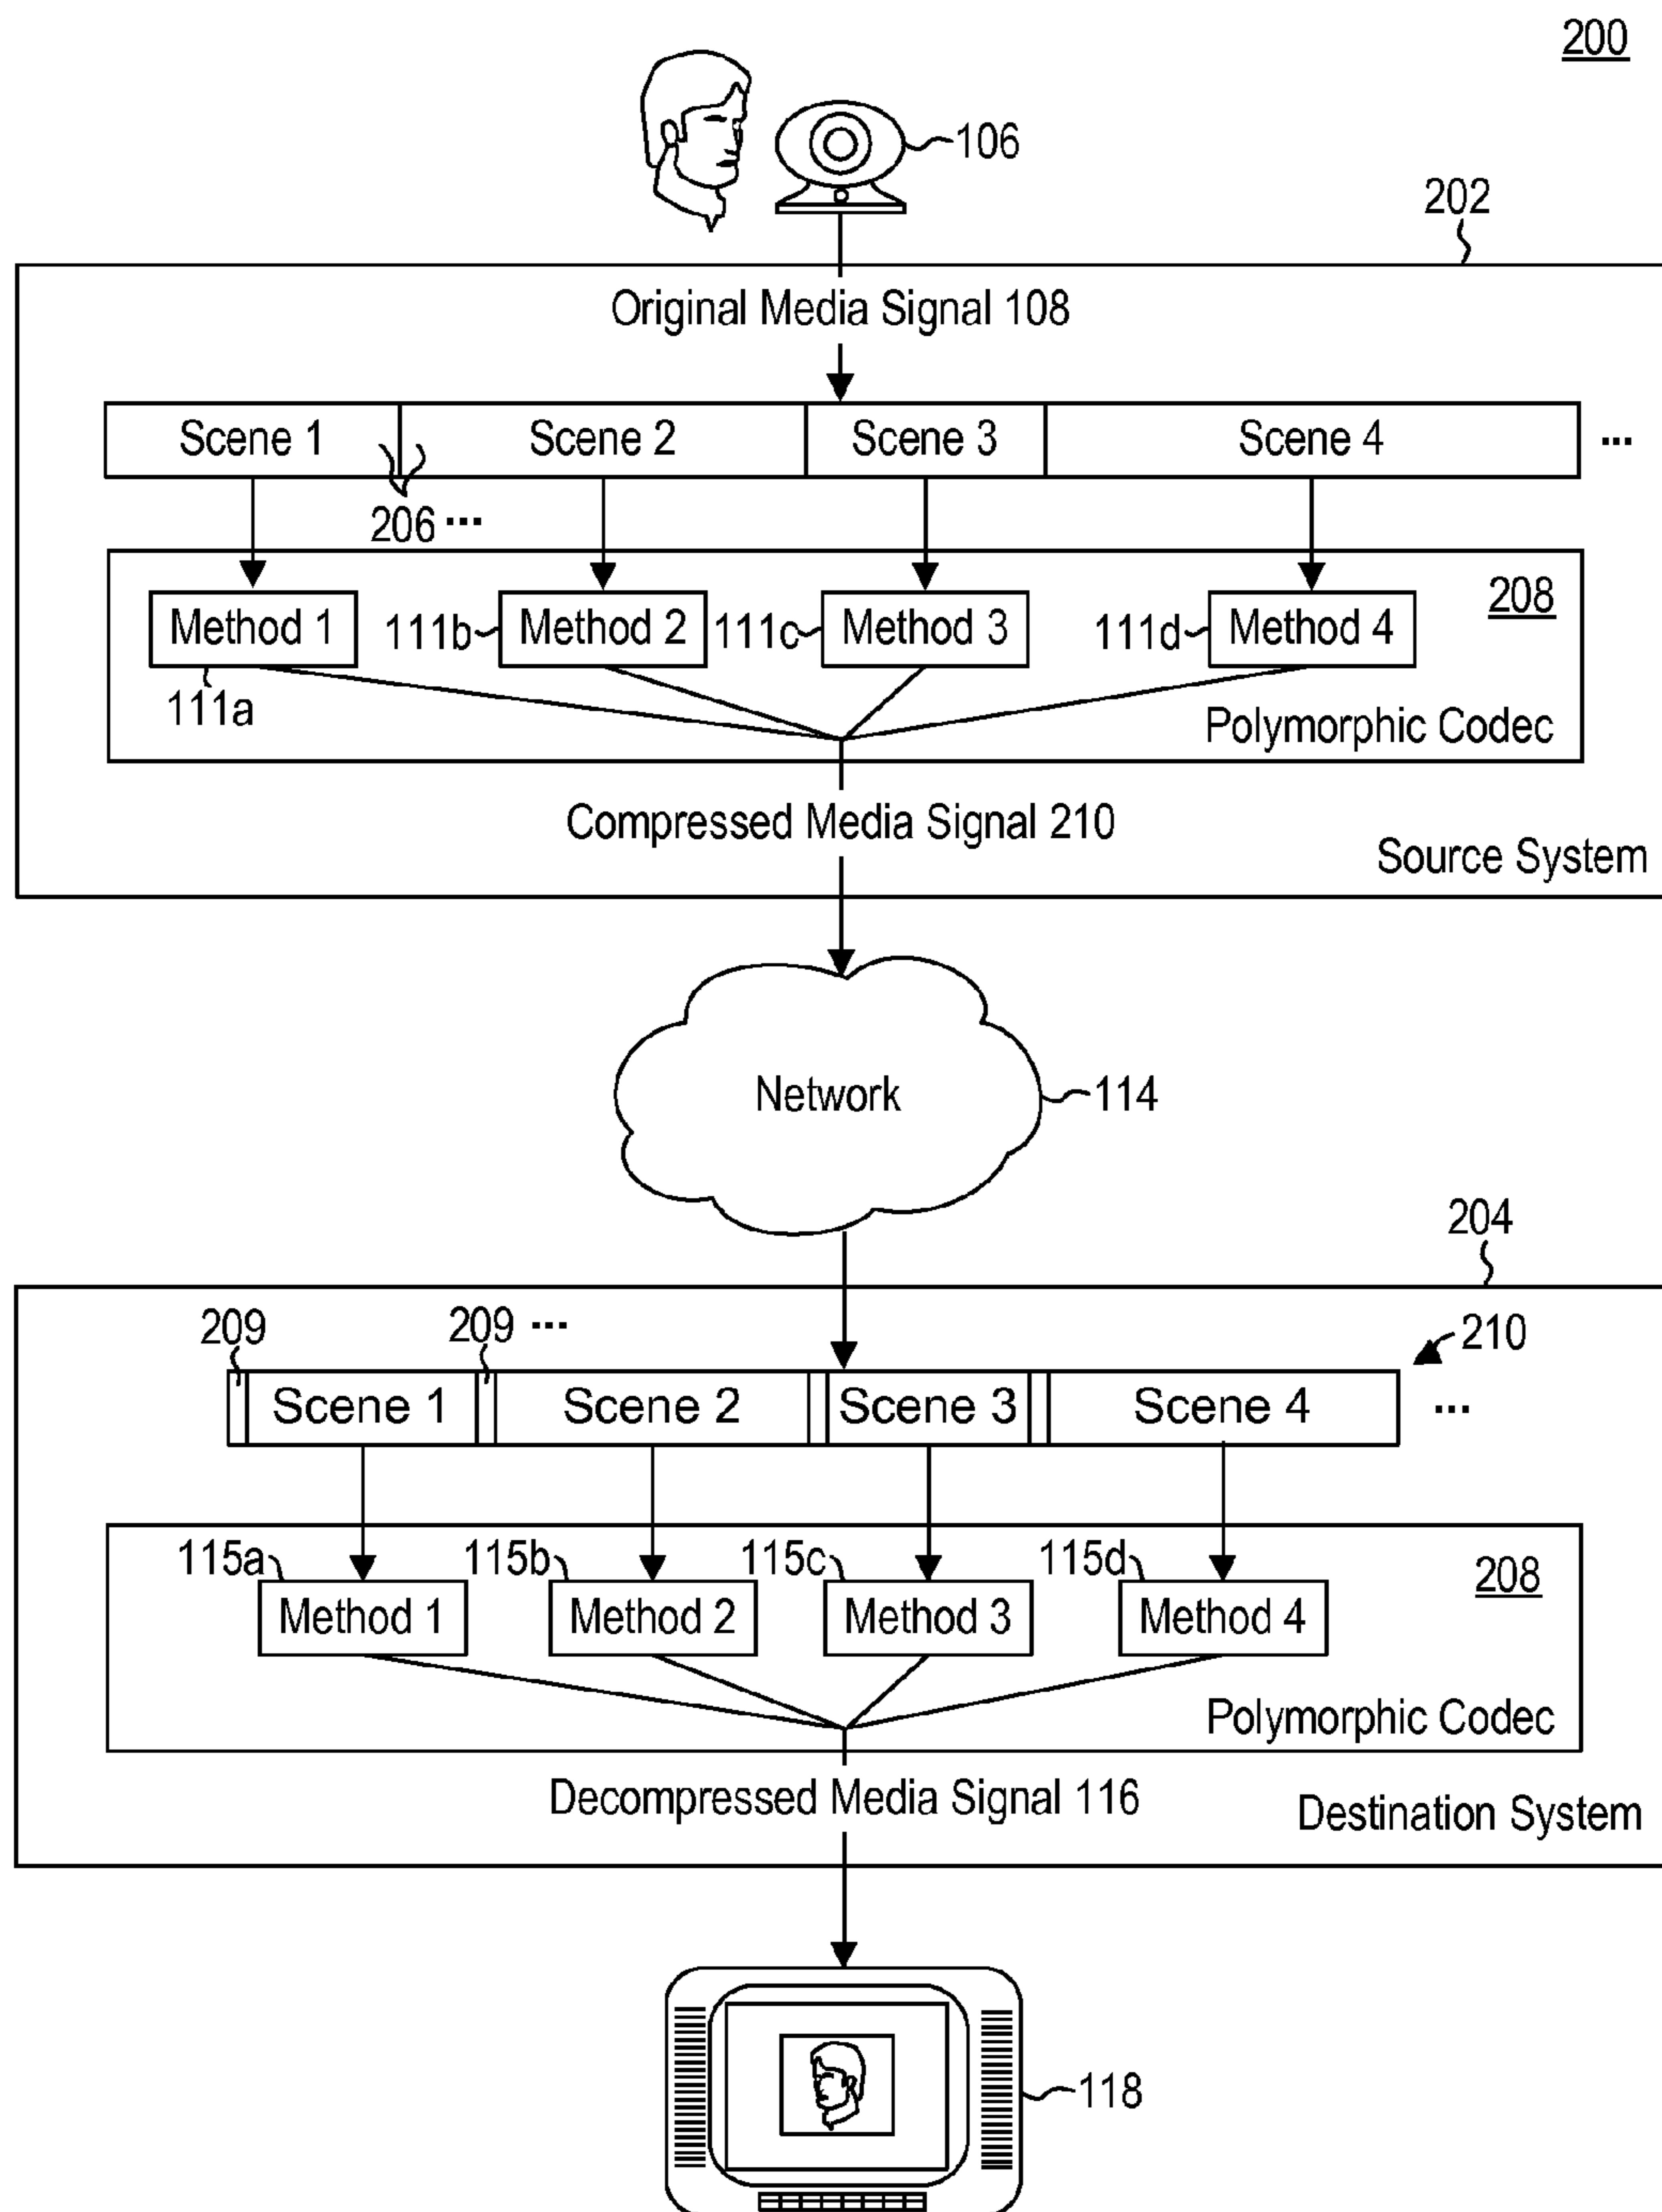 200
106
202
Original Media Signal 108
Scene 1 Scene 2 Scene 3 Scene 4 ...
206 ...
208
Method 1 111b Method 2 111c Method 3 111d Method 4
111a
Polymorphic Codec
Compressed Media Signal 210
Source System
Network 114
204
209 209 ... 210
Scene 1 Scene 2 Scene 3 Scene 4 ...
115a 115b 115c 115d 208
Method 1 Method 2 Method 3 Method 4
Polymorphic Codec
Decompressed Media Signal 116
Destination System
118